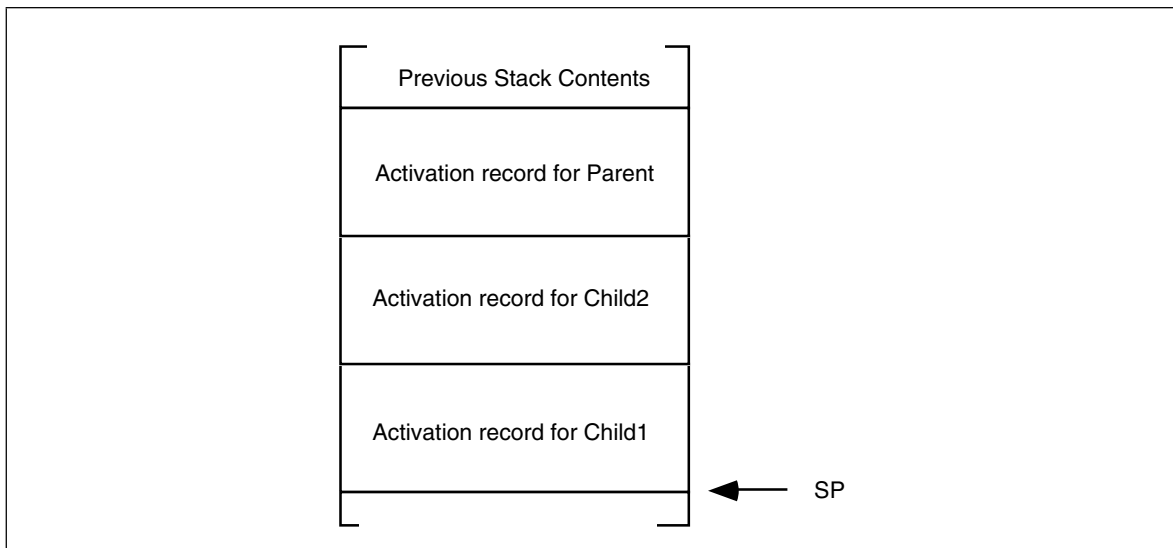 Previous Stack Contents
Activation record for Parent
Activation record for Child2
Activation record for Child1
SP